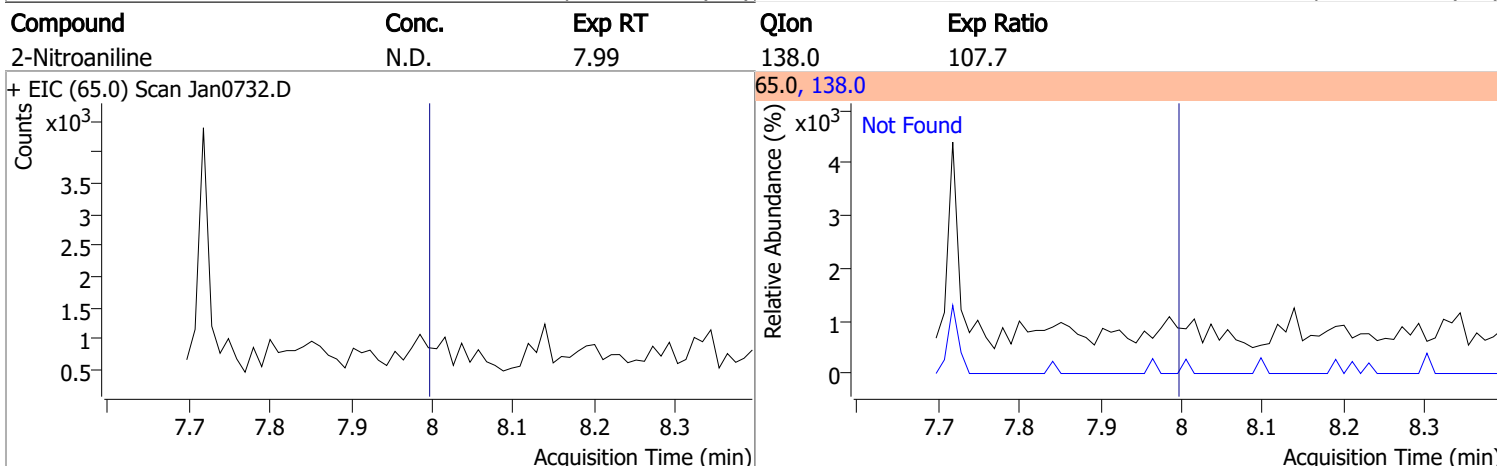 Compound Conc. Exp RT QIon Exp Ratio
2-Nitroaniline N.D. 7.99 138.0 107.7
+ EIC (65.0) Scan Jan0732.D
Counts
x10³
3.5
3
2.5
2
1.5
1
0.5
7.7 7.8 7.9 8 8.1 8.2 8.3
Acquisition Time (min)
65.0, 138.0
Relative Abundance (%)
x10³
Not Found
4
3
2
1
0
7.7 7.8 7.9 8 8.1 8.2 8.3
Acquisition Time (min)